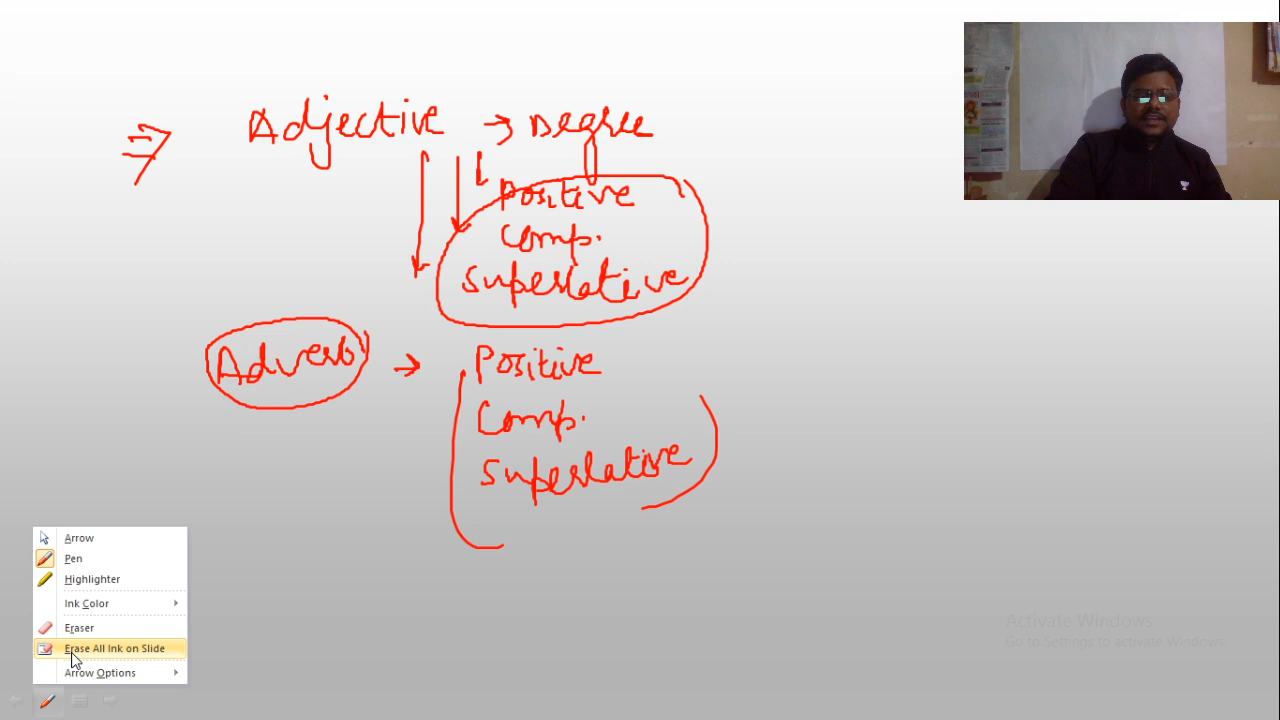 ⇒ Adjective → Degree
Positive
Comp.
Superlative
Adverb → Positive
Comp.
Superlative
Arrow
Pen
Highlighter
Ink Color
Eraser
Erase All Ink on Slide
Arrow Options
Activate Windows
Go to Settings to activate Windows